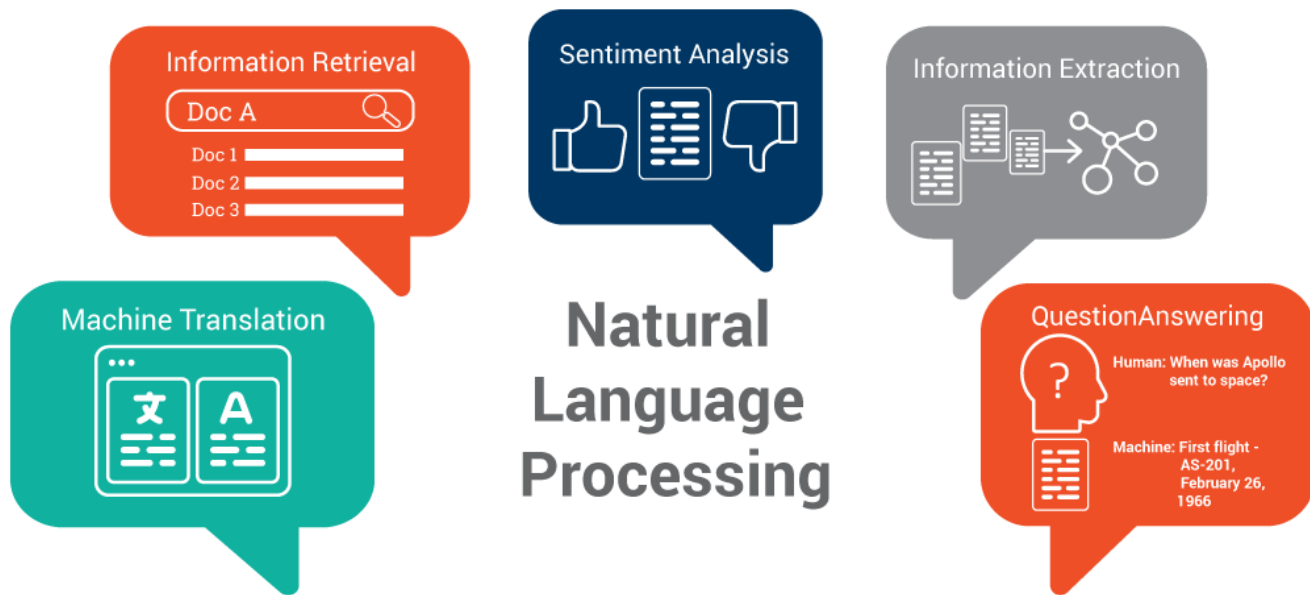 Information Retrieval
Doc A
Doc 1
Doc 2
Doc 3
Sentiment Analysis
Information Extraction
Machine Translation
文 A
Natural
Language
Processing
QuestionAnswering
?
Human: When was Apollo
sent to space?
Machine: First flight -
AS-201,
February 26,
1966